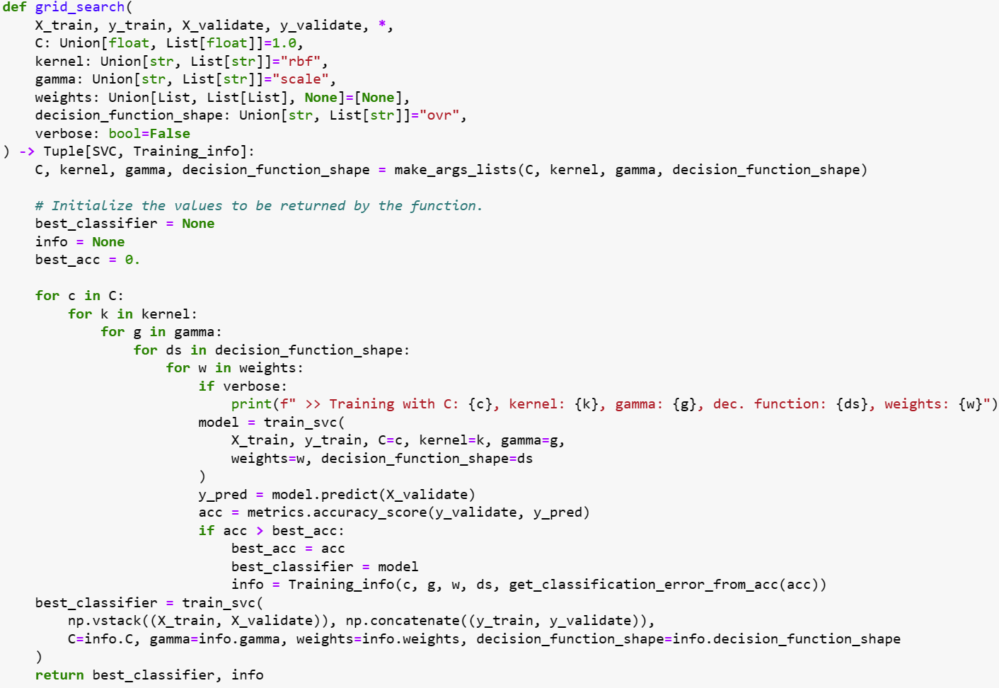 def grid_search(
    X_train, y_train, X_validate, y_validate, *,
    C: Union[float, List[float]]=1.0,
    kernel: Union[str, List[str]]="rbf",
    gamma: Union[str, List[str]]="scale",
    weights: Union[List, List[List], None]=[None],
    decision_function_shape: Union[str, List[str]]="ovr",
    verbose: bool=False
) -> Tuple[SVC, Training_info]:
    C, kernel, gamma, decision_function_shape = make_args_lists(C, kernel, gamma, decision_function_shape)

    # Initialize the values to be returned by the function.
    best_classifier = None
    info = None
    best_acc = 0.

    for c in C:
        for k in kernel:
            for g in gamma:
                for ds in decision_function_shape:
                    for w in weights:
                        if verbose:
                            print(f" >> Training with C: {c}, kernel: {k}, gamma: {g}, dec. function: {ds}, weights: {w}")
                        model = train_svc(
                            X_train, y_train, C=c, kernel=k, gamma=g,
                            weights=w, decision_function_shape=ds
                        )
                        y_pred = model.predict(X_validate)
                        acc = metrics.accuracy_score(y_validate, y_pred)
                        if acc > best_acc:
                            best_acc = acc
                            best_classifier = model
                            info = Training_info(c, g, w, ds, get_classification_error_from_acc(acc))
    best_classifier = train_svc(
        np.vstack((X_train, X_validate)), np.concatenate((y_train, y_validate)),
        C=info.C, gamma=info.gamma, weights=info.weights, decision_function_shape=info.decision_function_shape
    )
    return best_classifier, info